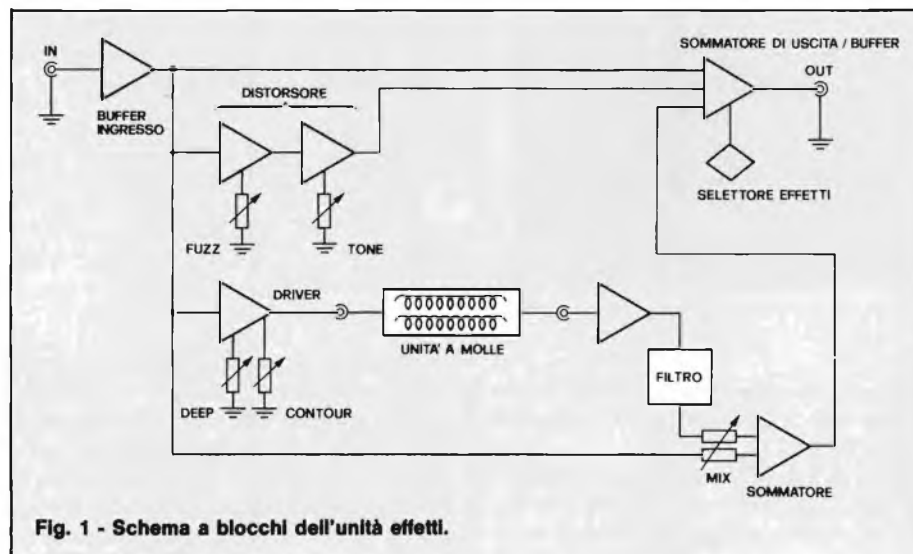 IN
BUFFER
INGRESSO
DISTORSORE
FUZZ
TONE
SOMMATORE DI USCITA / BUFFER
OUT
SELETTORE EFFETTI
DRIVER
DEEP
CONTOUR
UNITA' A MOLLE
FILTRO
MIX
SOMMATORE
Fig. 1 - Schema a blocchi dell'unità effetti.